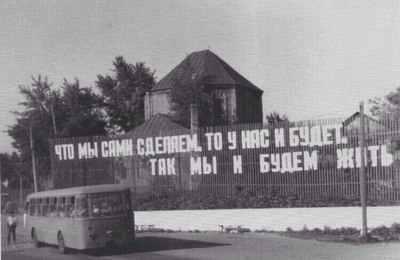 ЧТО МЫ САМИ СДЕЛАЕМ, ТО У НАС И БУДЕТ.
ТАК МЫ И БУДЕМ ЖИТЬ